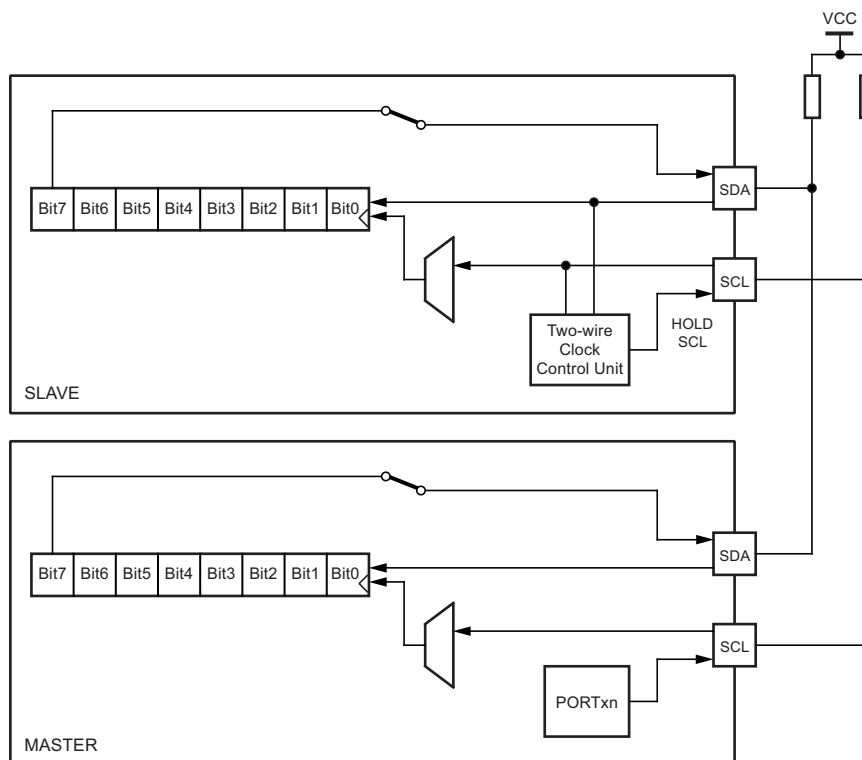 VCC
Bit7 Bit6 Bit5 Bit4 Bit3 Bit2 Bit1 Bit0
SDA
SCL
Two-wire
Clock
Control Unit
HOLD
SCL
SLAVE
Bit7 Bit6 Bit5 Bit4 Bit3 Bit2 Bit1 Bit0
SDA
SCL
PORTxn
MASTER